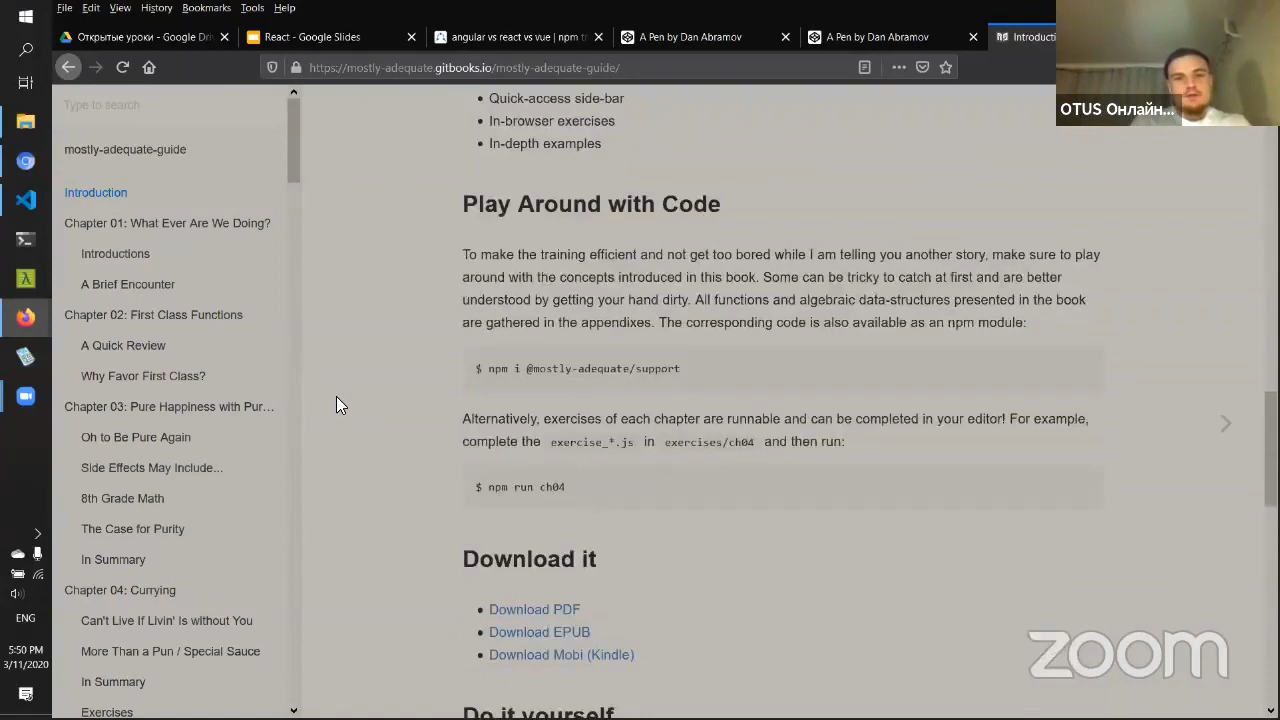 File Edit View History Bookmarks Tools Help
Открытые уроки - Google Dri
React - Google Slides
angular vs react vs vue | npm t
A Pen by Dan Abramov
A Pen by Dan Abramov
Introducti
https://mostly-adequate.gitbooks.io/mostly-adequate-guide/
OTUS Онлайн...
Type to search
mostly-adequate-guide
Introduction
Chapter 01: What Ever Are We Doing?
Introductions
A Brief Encounter
Chapter 02: First Class Functions
A Quick Review
Why Favor First Class?
Chapter 03: Pure Happiness with Pur...
Oh to Be Pure Again
Side Effects May Include...
8th Grade Math
The Case for Purity
In Summary
Chapter 04: Currying
Can't Live If Livin' Is without You
More Than a Pun / Special Sauce
In Summary
Exercises
• Quick-access side-bar
• In-browser exercises
• In-depth examples
Play Around with Code
To make the training efficient and not get too bored while I am telling you another story, make sure to play
around with the concepts introduced in this book. Some can be tricky to catch at first and are better
understood by getting your hand dirty. All functions and algebraic data-structures presented in the book
are gathered in the appendixes. The corresponding code is also available as an npm module:
$ npm i @mostly-adequate/support
Alternatively, exercises of each chapter are runnable and can be completed in your editor! For example,
complete the exercise_*.js in exercises/ch04 and then run:
$ npm run ch04
Download it
• Download PDF
• Download EPUB
• Download Mobi (Kindle)
Do it yourself
ENG
5:50 PM
3/11/2020
zoom